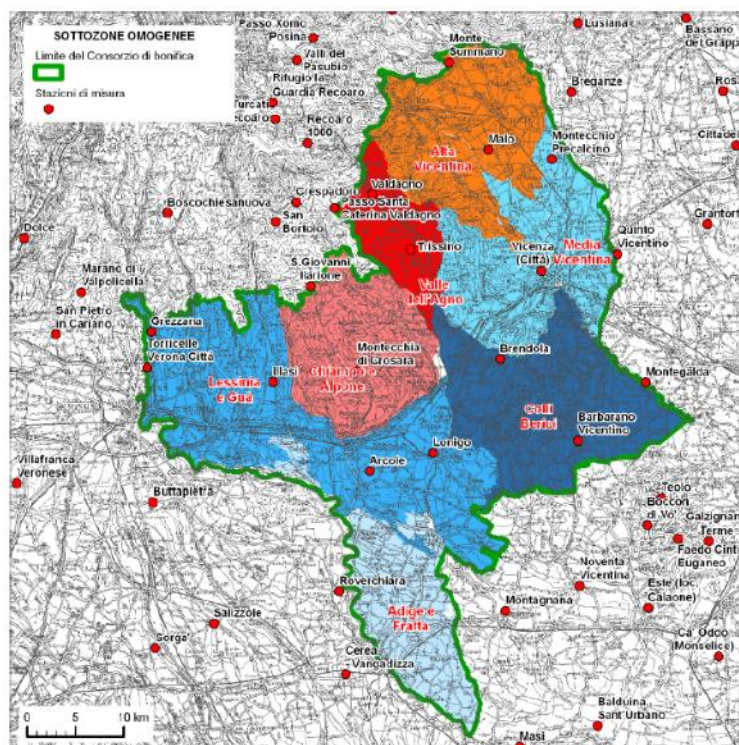 SOTTOZONE OMOGENEE
Limite del Consorzio di bonifica
Stazioni di misura
Passo Xomo
Posina
Valli del
Pasubio
Rifugio la
Guardia Recoaro
Turcati
Recoaro
Recoaro
1000
Monte
Summano
Lusiana
Bassano
del Grappa
Breganze
Malo
Montecchio
Precalcino
Alta
Vicentina
Crespadoro
Valdagno
Passo Santa
Caterina Valdagno
Boscochiesanuova
San
Bortolo
Dolcè
Trissino
Vicenza
(Città)
Media
Vicentina
Quinto
Vicentino
S.Giovanni
Ilarione
Valle
dell'Agno
Marano di
Valpolicella
San Pietro
in Cariano
Grezzana
Torricelle
Verona Città
Montecchia
di Crosara
Chiampo e
Alpone
Brendola
Lessinia
e Guà
Illasi
Montegalda
Colli
Berici
Barbarano
Vicentino
Lonigo
Arcole
Villafranca
Veronese
Buttapietra
Teolo
Boccon
di Vo'
Faedo Cinto
Euganeo
Noventa
Vicentina
Este (loc.
Calaone)
Roverchiara
Montagnana
Adige e
Fratta
Salizzole
Sorgà
Cerea
- Vangadizza
Ca' Oddo
(Monselice)
Balduina
Sant'Urbano
Masi
0 5 10 km